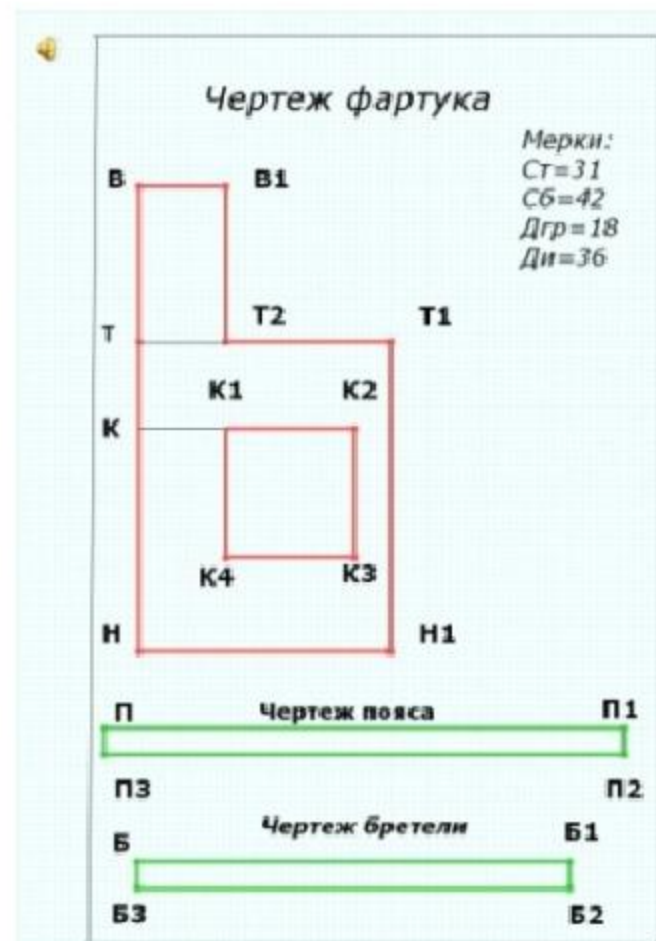 Чертеж фартука
Мерки:
Ст=31
Сб=42
Дгр=18
Ди=36
В В1
Т Т2 Т1
К1 К2
К
К4 К3
Н Н1
П Чертеж пояса П1
П3 П2
Чертеж бретели
Б Б1
Б3 Б2